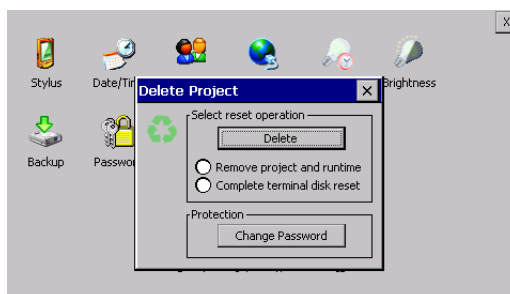 X
Stylus
Date/Tim
Brightness
Delete Project
Select reset operation
Delete
Remove project and runtime
Complete terminal disk reset
Backup
Passwor
Protection
Change Password